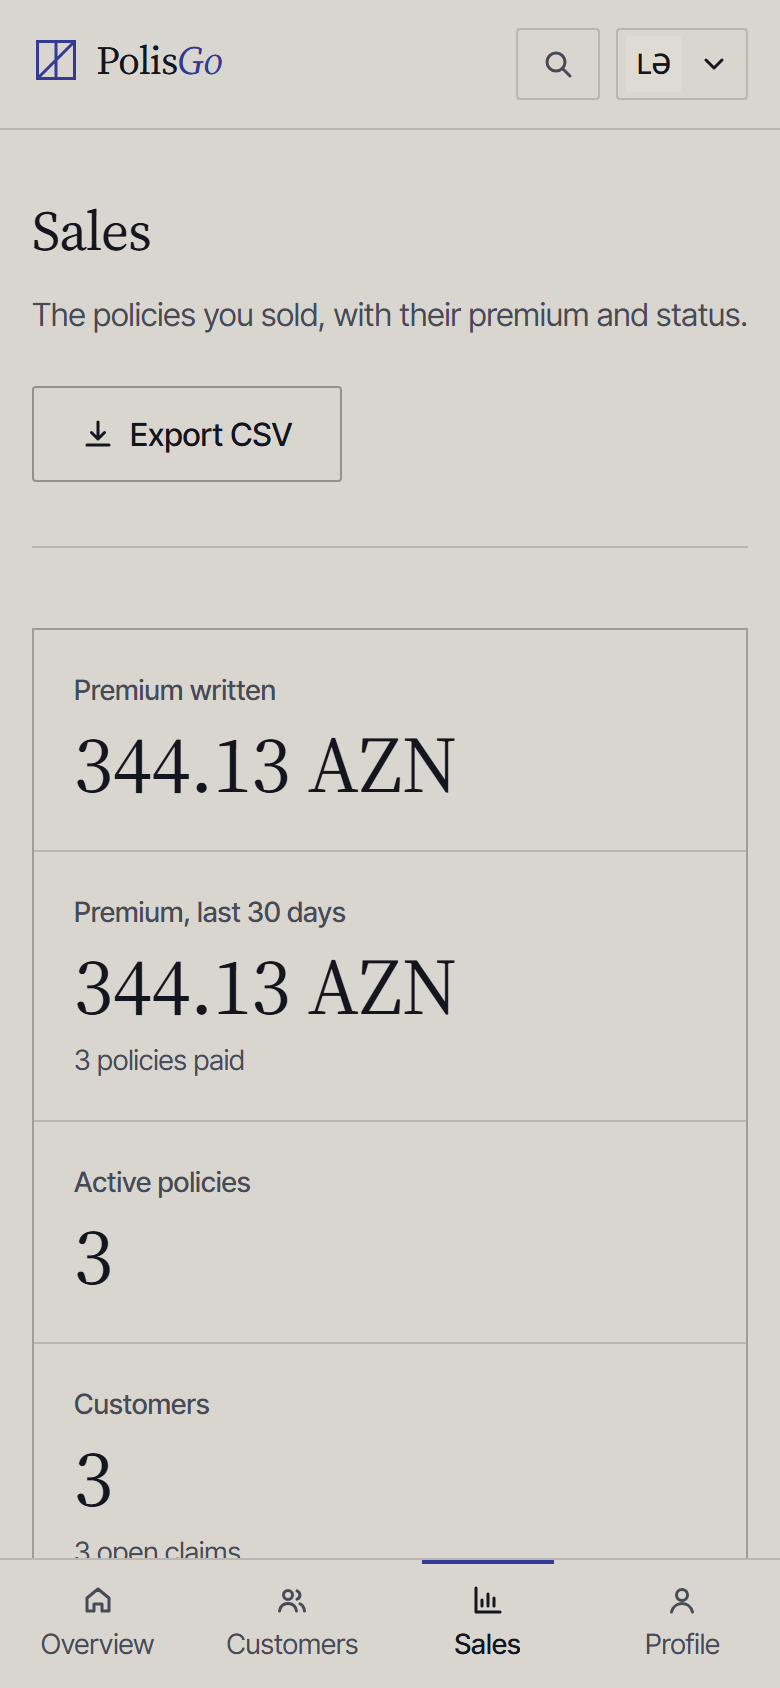 PolisGo
Lə
Sales
The policies you sold, with their premium and status.
Export CSV
Premium written
344.13 AZN
Premium, last 30 days
344.13 AZN
3 policies paid
Active policies
3
Customers
3
3 open claims
Overview
Customers
Sales
Profile